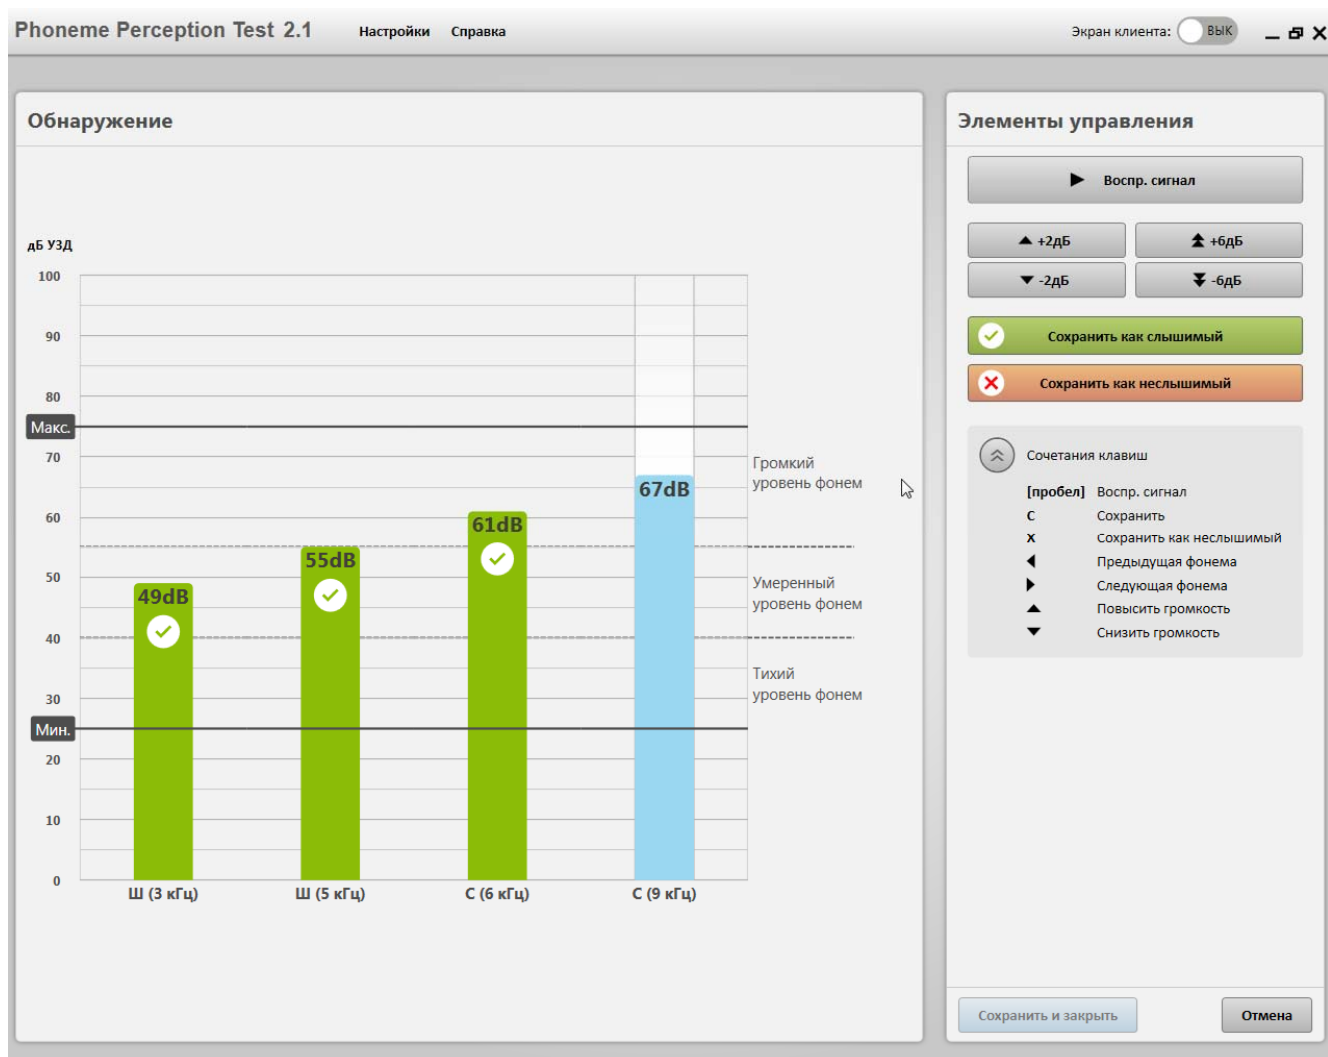 Phoneme Perception Test 2.1
Настройки Справка
Экран клиента: ВЫК
Обнаружение
дБ УЗД
100
90
80
Макс.
70
60
50
40
30
Мин.
20
10
0
67dB
61dB
55dB
49dB
Громкий
уровень фонем
Умеренный
уровень фонем
Тихий
уровень фонем
Ш (3 кГц) Ш (5 кГц) С (6 кГц) С (9 кГц)
Элементы управления
Воспр. сигнал
+2дБ +6дБ
-2дБ -6дБ
Сохранить как слышимый
Сохранить как неслышимый
Сочетания клавиш
[пробел] Воспр. сигнал
С Сохранить
х Сохранить как неслышимый
Предыдущая фонема
Следующая фонема
Повысить громкость
Снизить громкость
Сохранить и закрыть Отмена